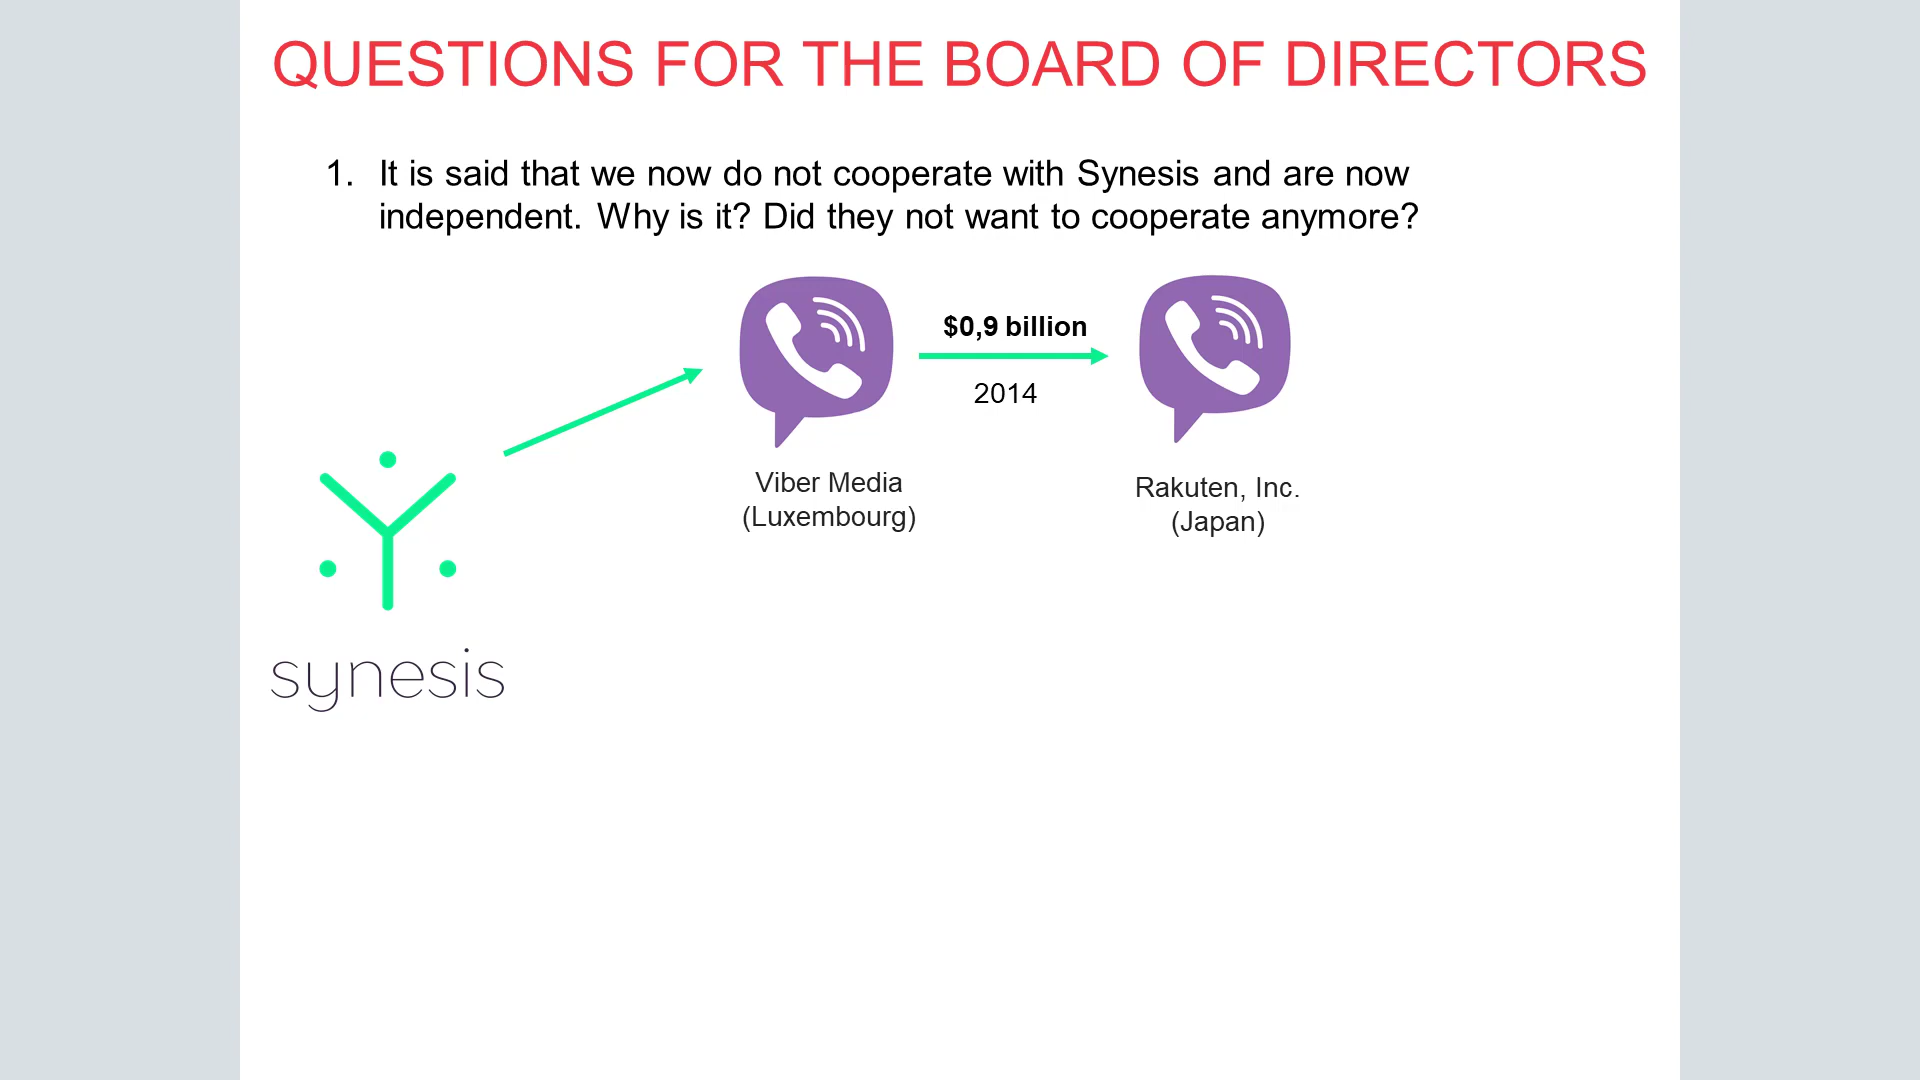 QUESTIONS FOR THE BOARD OF DIRECTORS
1. It is said that we now do not cooperate with Synesis and are now
independent. Why is it? Did they not want to cooperate anymore?
$0,9 billion
2014
Viber Media
(Luxembourg)
Rakuten, Inc.
(Japan)
synesis